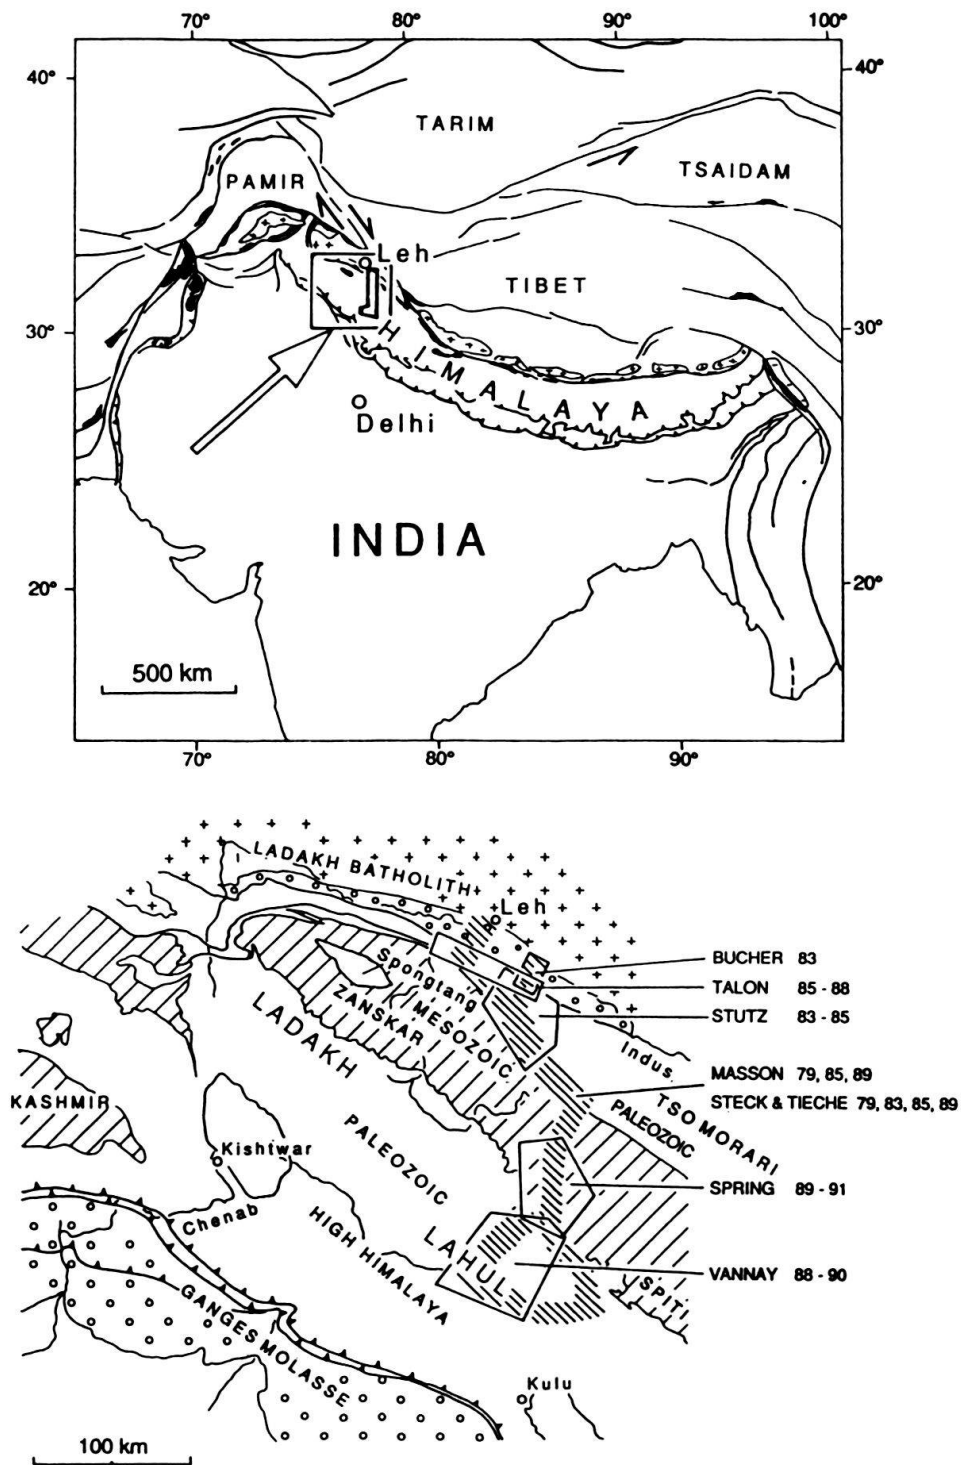 70° 80° 90° 100°
40° 40°
TARIM
TSAIDAM
PAMIR
Leh
TIBET
30° 30°
HIMALAYA
Delhi
INDIA
20° 20°
500 km
70° 80° 90°
LADAKH BATHOLITH
Leh
BUCHER 83
Spongtang
TALON 85 - 88
ZANSKAR
MESOZOIC
STUTZ 83 - 85
LADAKH
Indus
MASSON 79, 85, 89
STECK & TIECHE 79, 83, 85, 89
KASHMIR
TSO MORARI
PALEOZOIC
PALEOZOIC
Kishtwar
SPRING 89 - 91
Chenab
HIGH HIMALAYA
LAHUL
VANNAY 88 - 90
SPITI
GANGES MOLASSE
Kulu
100 km